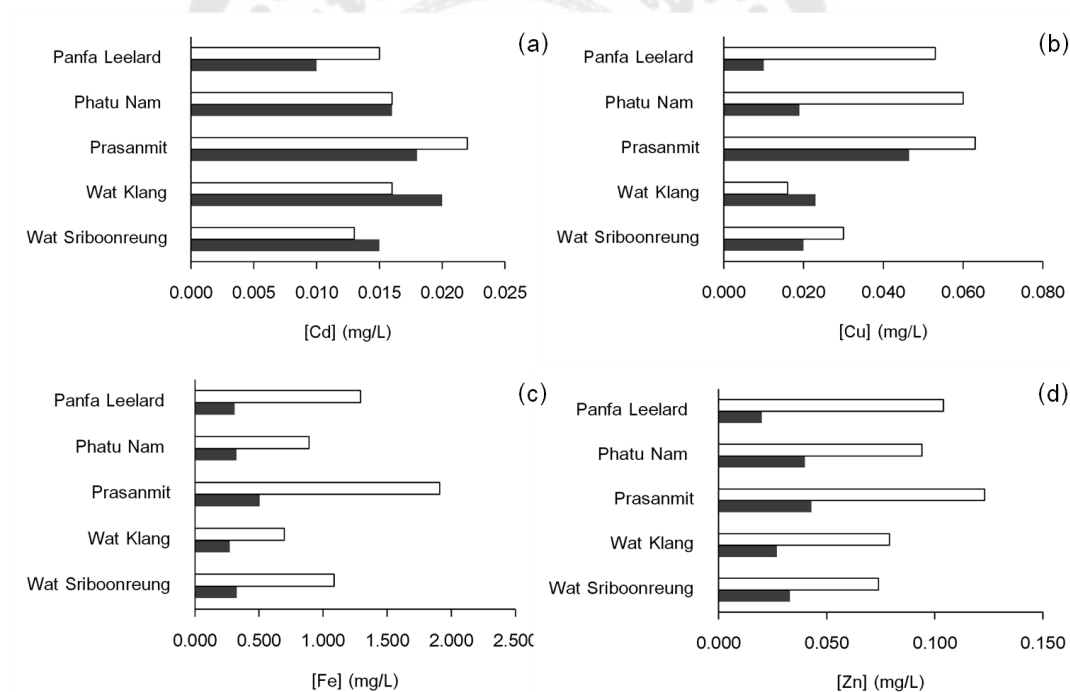 (a)
Panfa Leelard
Phatu Nam
Prasanmit
Wat Klang
Wat Sriboonreung
0.000 0.005 0.010 0.015 0.020 0.025
[Cd] (mg/L)
(b)
Panfa Leelard
Phatu Nam
Prasanmit
Wat Klang
Wat Sriboonreung
0.000 0.020 0.040 0.060 0.080
[Cu] (mg/L)
(c)
Panfa Leelard
Phatu Nam
Prasanmit
Wat Klang
Wat Sriboonreung
0.000 0.500 1.000 1.500 2.000 2.500
[Fe] (mg/L)
(d)
Panfa Leelard
Phatu Nam
Prasanmit
Wat Klang
Wat Sriboonreung
0.000 0.050 0.100 0.150
[Zn] (mg/L)